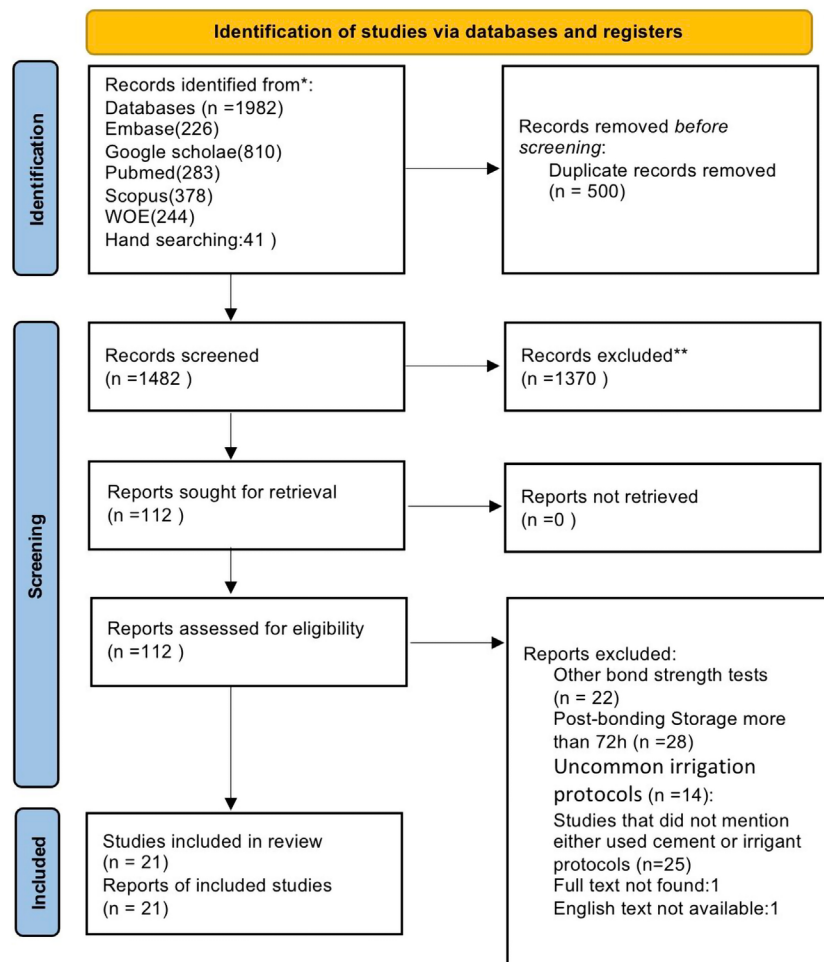 Identification of studies via databases and registers
Identification
Records identified from*:
Databases (n =1982)
Embase(226)
Google scholae(810)
Pubmed(283)
Scopus(378)
WOE(244)
Hand searching:41 )
Records removed before
screening:
Duplicate records removed
(n = 500)
Screening
Records screened
(n =1482 )
Records excluded**
(n =1370 )
Reports sought for retrieval
(n =112 )
Reports not retrieved
(n =0 )
Reports assessed for eligibility
(n =112 )
Reports excluded:
Other bond strength tests
(n = 22)
Post-bonding Storage more
than 72h (n =28)
Uncommon irrigation
protocols (n =14):
Studies that did not mention
either used cement or irrigant
protocols (n=25)
Full text not found:1
English text not available:1
Included
Studies included in review
(n = 21)
Reports of included studies
(n = 21)